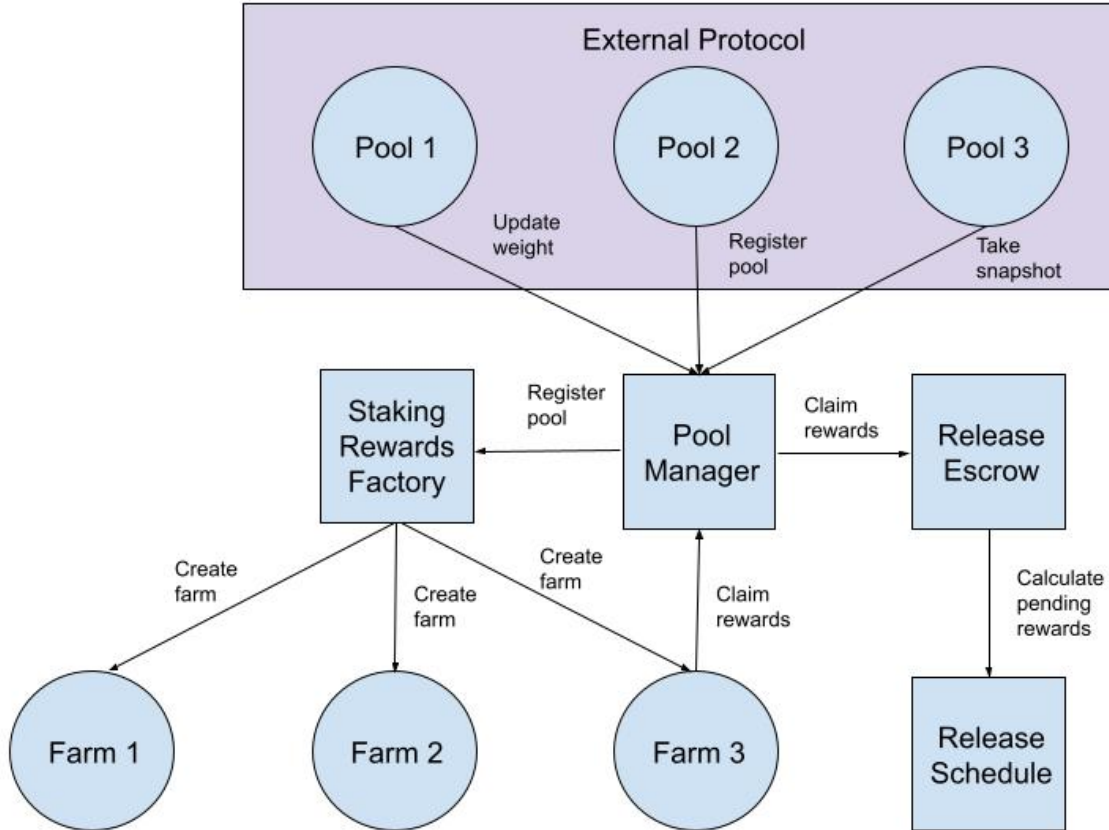 External Protocol
Pool 1
Pool 2
Pool 3
Update
weight
Register
pool
Take
snapshot
Staking
Rewards
Factory
Register
pool
Pool
Manager
Claim
rewards
Release
Escrow
Create
farm
Create
farm
Create
farm
Claim
rewards
Calculate
pending
rewards
Farm 1
Farm 2
Farm 3
Release
Schedule